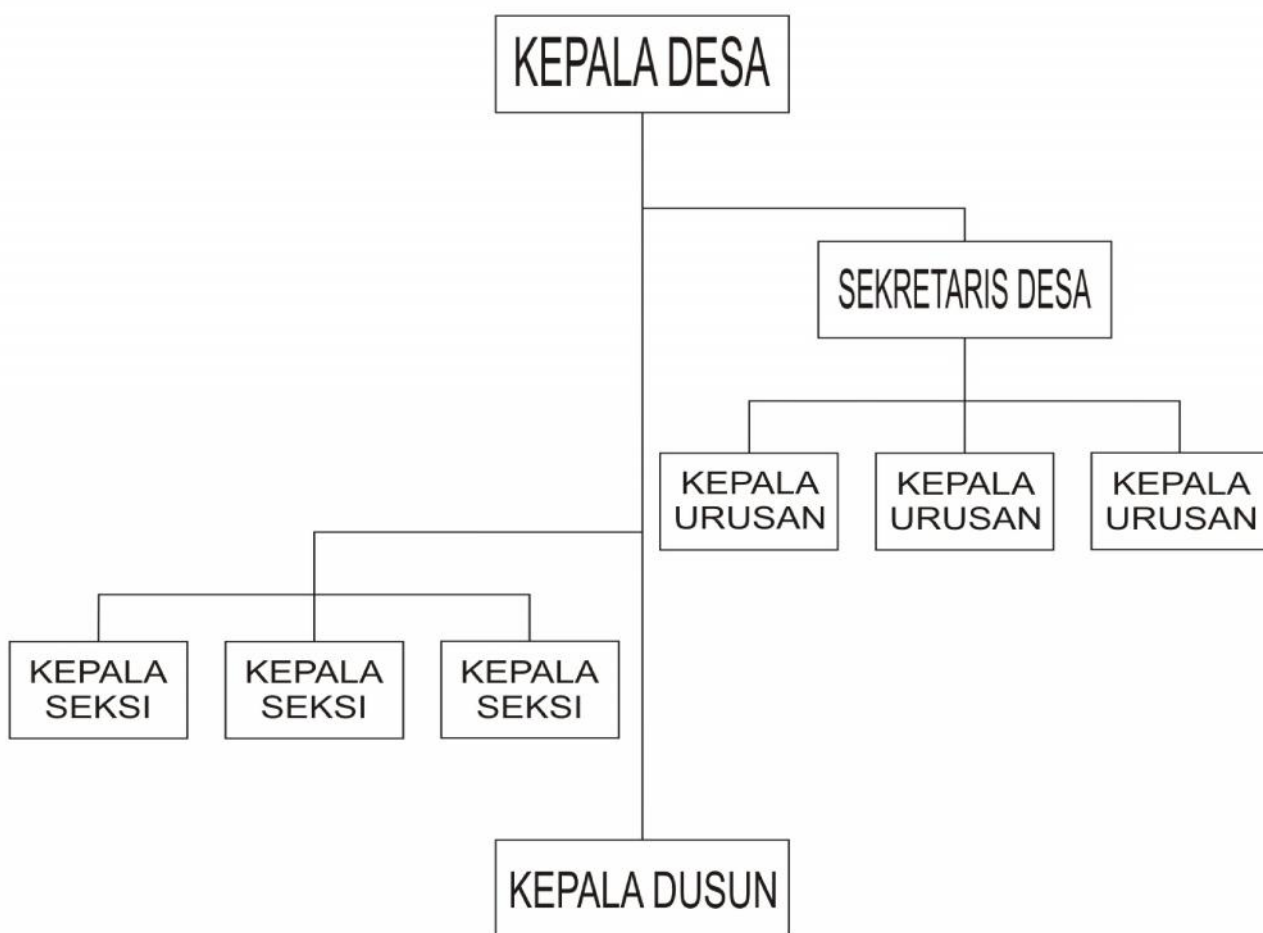 KEPALA DESA
SEKRETARIS DESA
KEPALA
URUSAN
KEPALA
URUSAN
KEPALA
URUSAN
KEPALA
SEKSI
KEPALA
SEKSI
KEPALA
SEKSI
KEPALA DUSUN